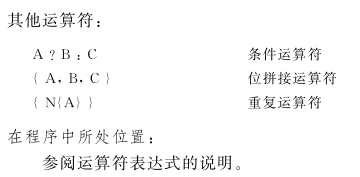 其他运算符：
A ? B : C 条件运算符
{ A, B, C } 位拼接运算符
{ N{A} } 重复运算符
在程序中所处位置：
参阅运算符表达式的说明。